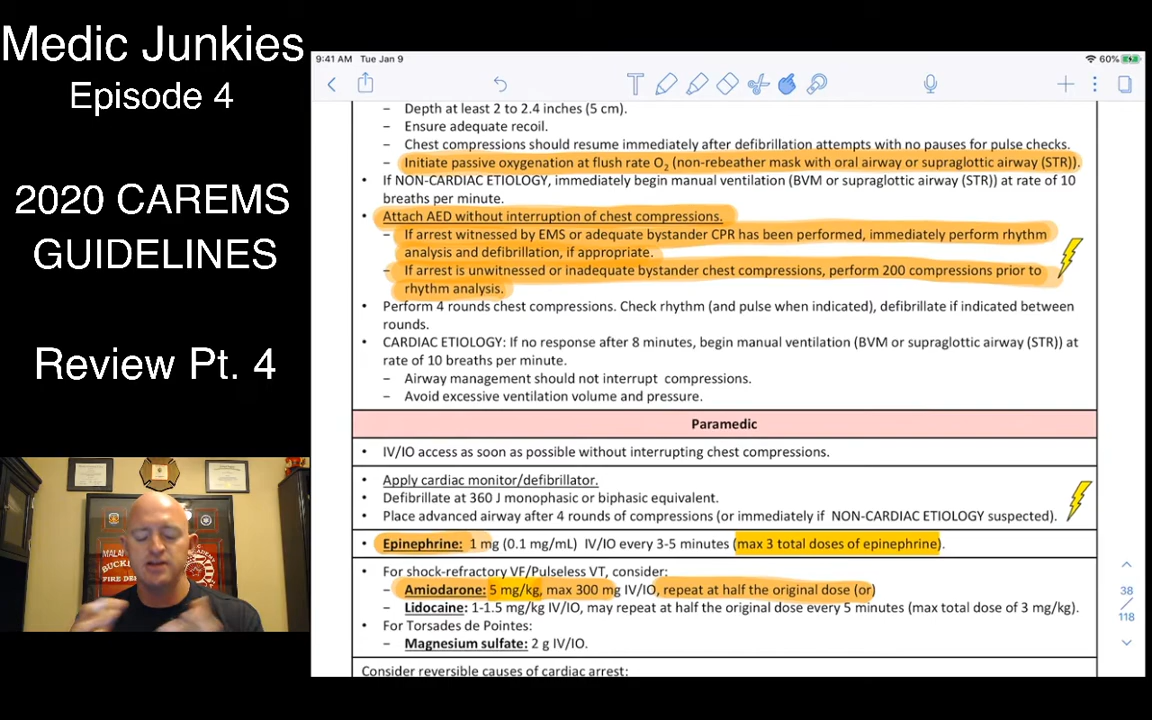 Medic Junkies
Episode 4
2020 CAREMS
GUIDELINES
Review Pt. 4
9:41 AM Tue Jan 9
60%
T
– Depth at least 2 to 2.4 inches (5 cm).
– Ensure adequate recoil.
– Chest compressions should resume immediately after defibrillation attempts with no pauses for pulse checks.
– Initiate passive oxygenation at flush rate O2 (non-rebeather mask with oral airway or supraglottic airway (STR)).
• If NON-CARDIAC ETIOLOGY, immediately begin manual ventilation (BVM or supraglottic airway (STR)) at rate of 10
breaths per minute.
• Attach AED without interruption of chest compressions.
– If arrest witnessed by EMS or adequate bystander CPR has been performed, immediately perform rhythm
analysis and defibrillation, if appropriate.
– If arrest is unwitnessed or inadequate bystander chest compressions, perform 200 compressions prior to
rhythm analysis.
• Perform 4 rounds chest compressions. Check rhythm (and pulse when indicated), defibrillate if indicated between
rounds.
• CARDIAC ETIOLOGY: If no response after 8 minutes, begin manual ventilation (BVM or supraglottic airway (STR)) at
rate of 10 breaths per minute.
– Airway management should not interrupt compressions.
– Avoid excessive ventilation volume and pressure.
Paramedic
• IV/IO access as soon as possible without interrupting chest compressions.
• Apply cardiac monitor/defibrillator.
• Defibrillate at 360 J monophasic or biphasic equivalent.
• Place advanced airway after 4 rounds of compressions (or immediately if NON-CARDIAC ETIOLOGY suspected).
• Epinephrine: 1 mg (0.1 mg/mL) IV/IO every 3-5 minutes (max 3 total doses of epinephrine).
• For shock-refractory VF/Pulseless VT, consider:
– Amiodarone: 5 mg/kg, max 300 mg IV/IO, repeat at half the original dose (or)
– Lidocaine: 1-1.5 mg/kg IV/IO, may repeat at half the original dose every 5 minutes (max total dose of 3 mg/kg).
• For Torsades de Pointes:
– Magnesium sulfate: 2 g IV/IO.
Consider reversible causes of cardiac arrest:
38
/
118